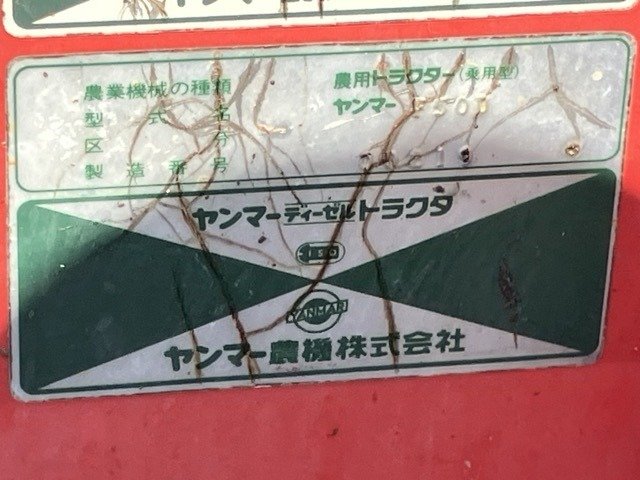 農業機械の種類 農用トラクター(乗用型)
型式名 ヤンマー
区分
製造番号
ヤンマーディーゼルトラクタ
YANMAR
ヤンマー農機株式会社